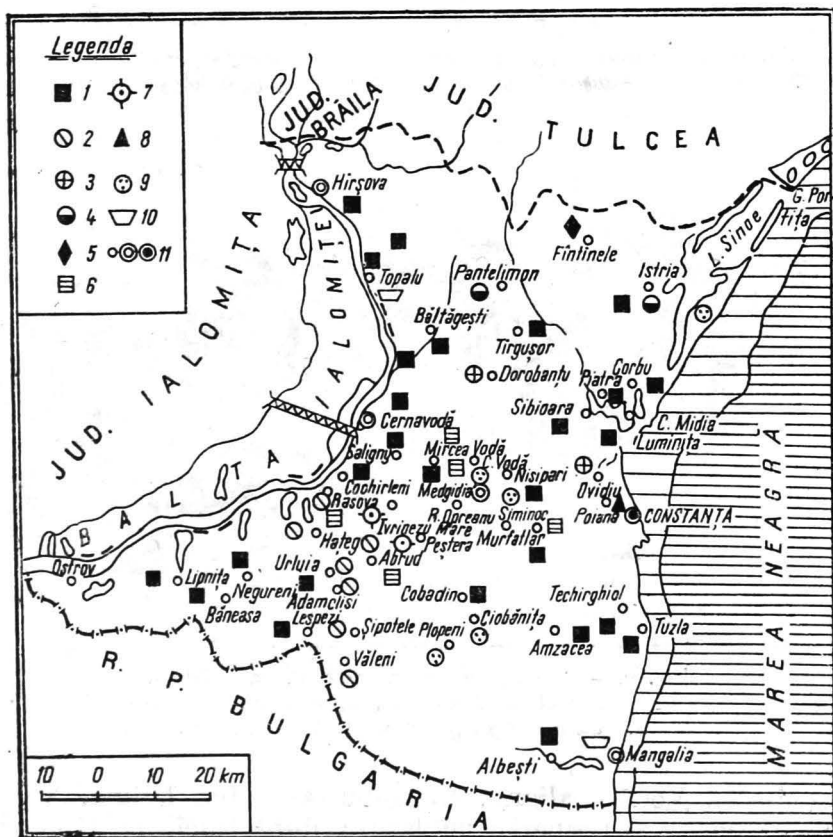 Legenda
1
7
2
8
3
9
4
10
5
11
6
JUD. BRĂILA
JUD. TULCEA
JUD. IALOMIȚA
BALTA IALOMIȚEI
Hîrșova
Topalu
Pantelimon
Fîntinele
Istria
L. Sinoe
G. Portița
Băltăgești
Tîrgușor
Dorobanțu
Piatra
Corbu
Sibioara
C. Midia
Luminița
Cernavodă
Saligny
Mircea Vodă
C. Vodă
Nisipari
Ovidiu
Poiana
CONSTANȚA
Cochirleni
Rasova
Medgidia
Ivrinezu Mare
R. Ooreanu
Siminoc
Murfatlar
Hațeg
Peștera
Abrud
Ostrov
Lipnița
Negureni
Băneasa
Urluia
Adamclisi
Lespezi
Cobadin
Ciobănița
Șipotele
Plopeni
Văleni
Techirghiol
Amzacea
Tuzla
Albești
Mangalia
R. P. BULGARIA
MAREA NEAGRĂ
10 0 10 20 km